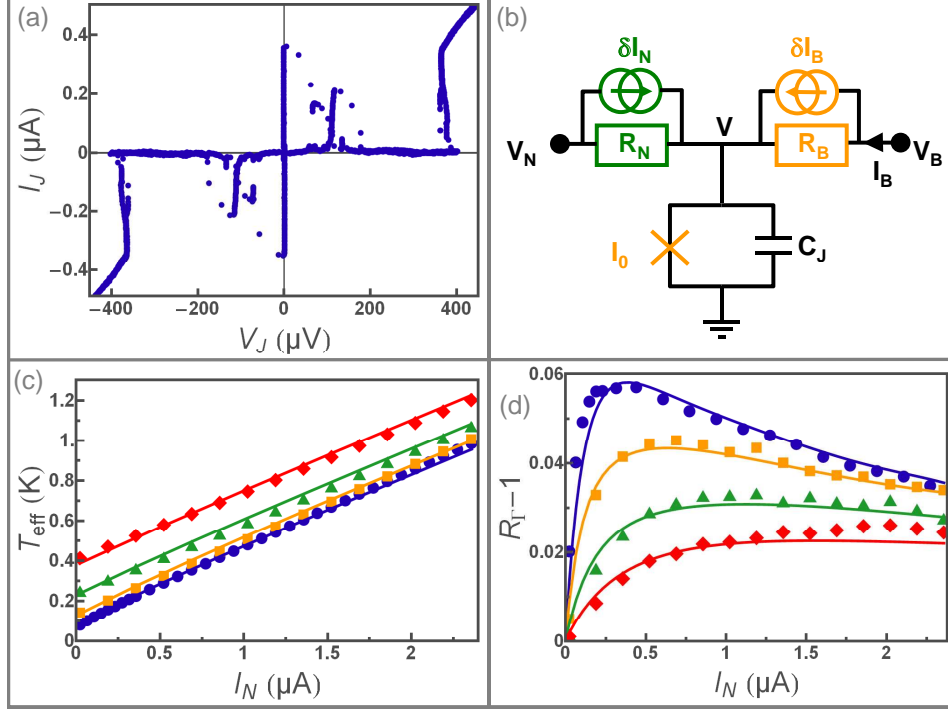 (a)
0.4
0.2
0
−0.2
−0.4
I_J (µA)
−400 −200 0 200 400
V_J (µV)
(b)
δI_N δI_B
V_N R_N V R_B V_B
I_B
I_0 C_J
(c)
1.2
1
0.8
0.6
0.4
0.2
0
T_eff (K)
0 0.5 1 1.5 2
I_N (µA)
(d)
0.06
0.04
0.02
0
R_Γ−1
0 0.5 1 1.5 2
I_N (µA)